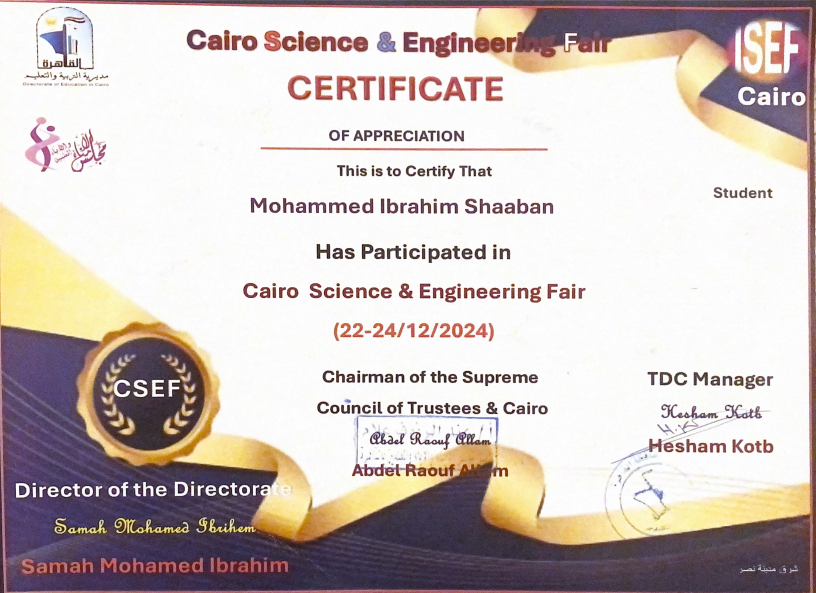 القاهرة
مديرية التربية والتعليم
Directorate of Education in Cairo
Cairo Science & Engineering Fair
ISEF
Cairo
CERTIFICATE
OF APPRECIATION
This is to Certify That
Student
Mohammed Ibrahim Shaaban
Has Participated in
Cairo Science & Engineering Fair
(22-24/12/2024)
CSEF
Chairman of the Supreme
Council of Trustees & Cairo
Abdel Raouf Allam
Abdel Raouf Allam
TDC Manager
Hesham Kotb
H.K
Hesham Kotb
Director of the Directorate
Samah Mohamed Ibrihem
Samah Mohamed Ibrahim
شرق مدينة نصر